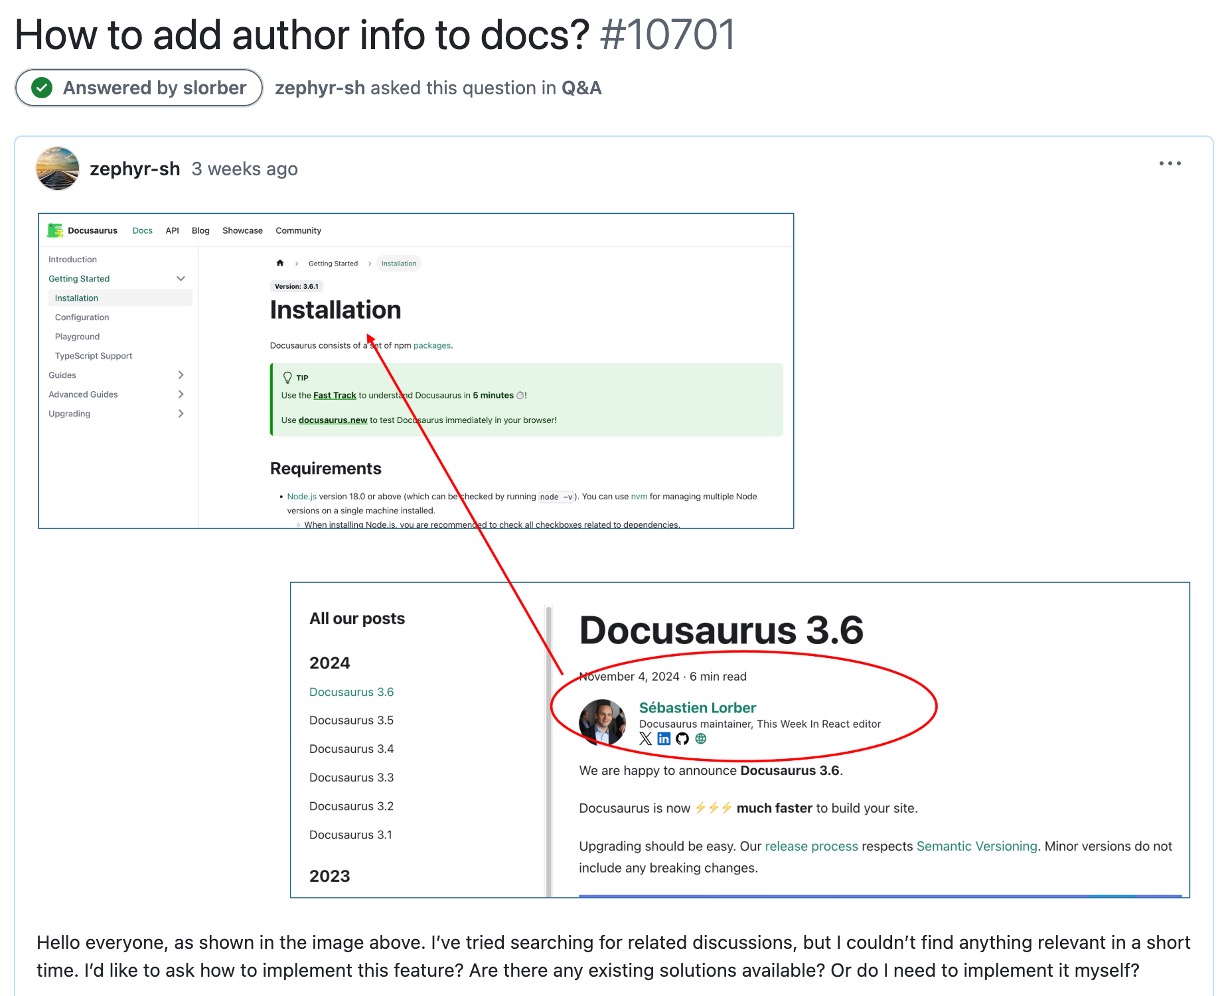 How to add author info to docs? #10701
Answered by slorber zephyr-sh asked this question in Q&A
zephyr-sh 3 weeks ago
Docusaurus Docs API Blog Showcase Community
Introduction
Getting Started
Installation
Configuration
Playground
TypeScript Support
Guides
Advanced Guides
Upgrading
Getting Started > Installation
Version: 3.6.1
Installation
Docusaurus consists of a set of npm packages.
TIP
Use the Fast Track to understand Docusaurus in 5 minutes ⏱!
Use docusaurus.new to test Docusaurus immediately in your browser!
Requirements
• Node.js version 18.0 or above (which can be checked by running node -v). You can use nvm for managing multiple Node
versions on a single machine installed.
◦ When installing Node.js, you are recommended to check all checkboxes related to dependencies.
All our posts
2024
Docusaurus 3.6
Docusaurus 3.5
Docusaurus 3.4
Docusaurus 3.3
Docusaurus 3.2
Docusaurus 3.1
2023
Docusaurus 3.6
November 4, 2024 · 6 min read
Sébastien Lorber
Docusaurus maintainer, This Week In React editor
We are happy to announce Docusaurus 3.6.
Docusaurus is now ⚡⚡⚡ much faster to build your site.
Upgrading should be easy. Our release process respects Semantic Versioning. Minor versions do not
include any breaking changes.
Hello everyone, as shown in the image above. I’ve tried searching for related discussions, but I couldn’t find anything relevant in a short
time. I’d like to ask how to implement this feature? Are there any existing solutions available? Or do I need to implement it myself?